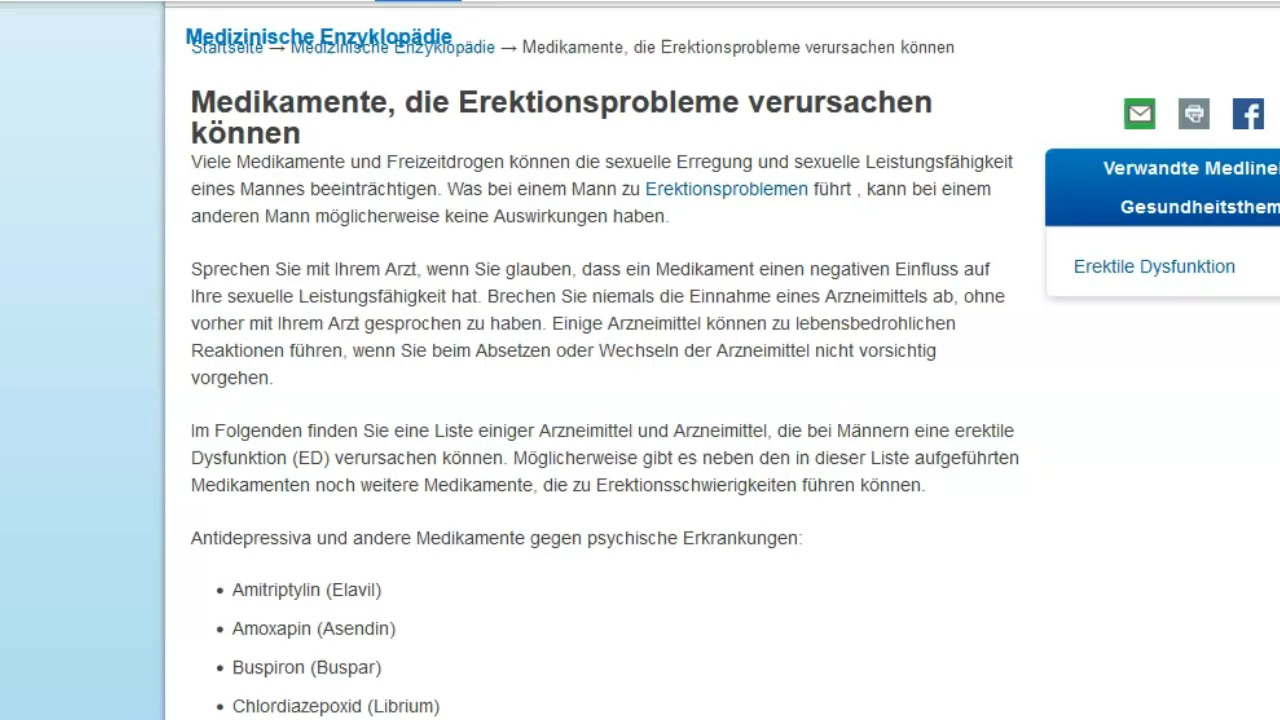 Medizinische Enzyklopädie
Startseite → Medizinische Enzyklopädie → Medikamente, die Erektionsprobleme verursachen können
Medikamente, die Erektionsprobleme verursachen
können
Viele Medikamente und Freizeitdrogen können die sexuelle Erregung und sexuelle Leistungsfähigkeit
eines Mannes beeinträchtigen. Was bei einem Mann zu Erektionsproblemen führt , kann bei einem
anderen Mann möglicherweise keine Auswirkungen haben.
Sprechen Sie mit Ihrem Arzt, wenn Sie glauben, dass ein Medikament einen negativen Einfluss auf
Ihre sexuelle Leistungsfähigkeit hat. Brechen Sie niemals die Einnahme eines Arzneimittels ab, ohne
vorher mit Ihrem Arzt gesprochen zu haben. Einige Arzneimittel können zu lebensbedrohlichen
Reaktionen führen, wenn Sie beim Absetzen oder Wechseln der Arzneimittel nicht vorsichtig
vorgehen.
Im Folgenden finden Sie eine Liste einiger Arzneimittel und Arzneimittel, die bei Männern eine erektile
Dysfunktion (ED) verursachen können. Möglicherweise gibt es neben den in dieser Liste aufgeführten
Medikamenten noch weitere Medikamente, die zu Erektionsschwierigkeiten führen können.
Antidepressiva und andere Medikamente gegen psychische Erkrankungen:
• Amitriptylin (Elavil)
• Amoxapin (Asendin)
• Buspiron (Buspar)
• Chlordiazepoxid (Librium)
Verwandte Medline
Gesundheitsthem
Erektile Dysfunktion